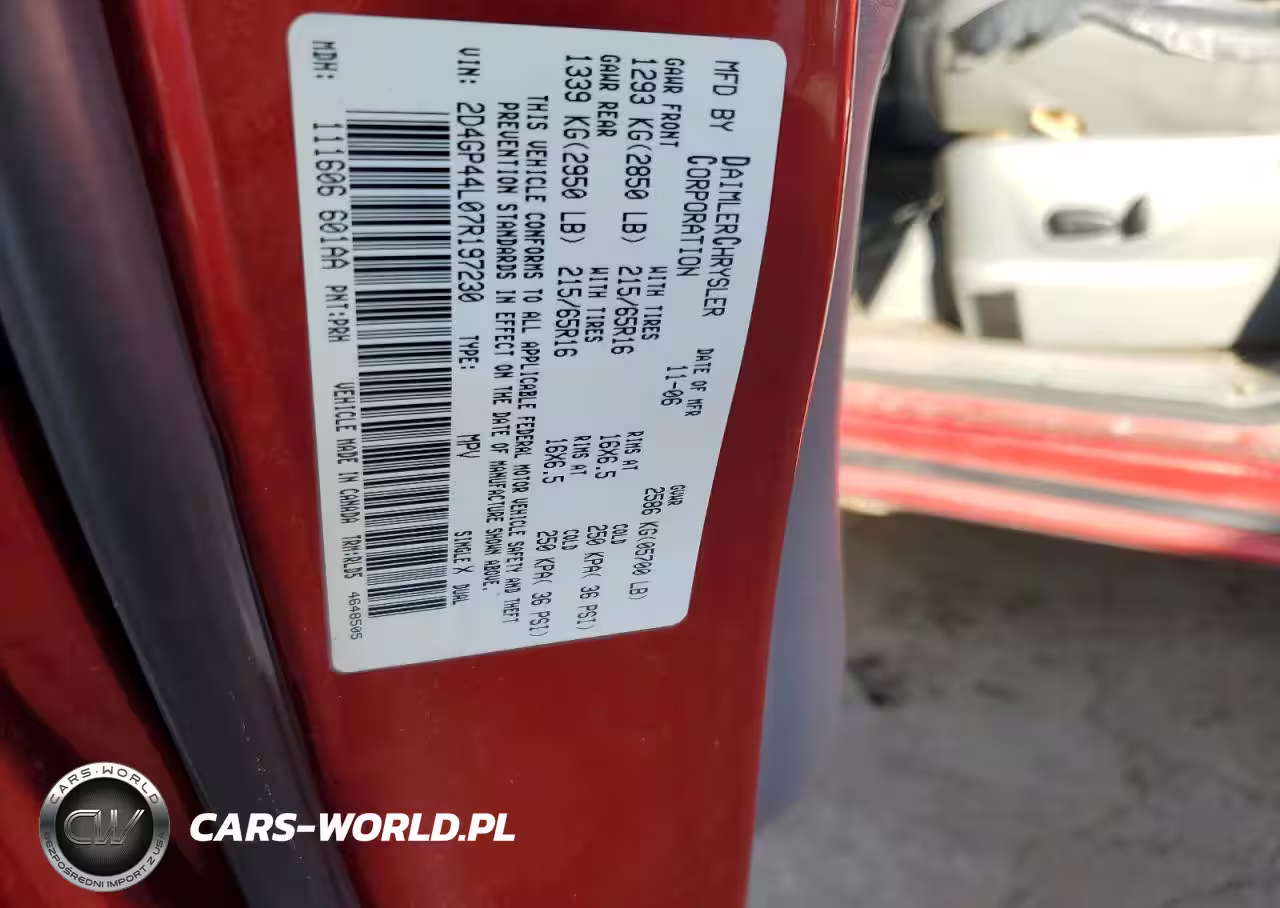 MFD BY DAIMLERCHRYSLER CORPORATION
DATE OF MFR 11-06
GVWR 2586 KG(05700 LB)
GAWR FRONT WITH TIRES RIMS AT COLD
1293 KG(2850 LB) 215/65R16 16X6.5 250 KPA( 36 PSI)
GAWR REAR WITH TIRES RIMS AT COLD
1339 KG(2950 LB) 215/65R16 16X6.5 250 KPA( 36 PSI)
THIS VEHICLE CONFORMS TO ALL APPLICABLE FEDERAL MOTOR VEHICLE SAFETY AND THEFT
PREVENTION STANDARDS IN EFFECT ON THE DATE OF MANUFACTURE SHOWN ABOVE."
VIN: 2D4GP44L07R197230 TYPE: MPV SINGLE X DUAL
MDH: 111606 601AA PNT:PRH VEHICLE MADE IN CANADA TRM:RLD5 4648505
CARS-WORLD
CW
BEZPOŚREDNI IMPORT Z USA
CARS-WORLD.PL